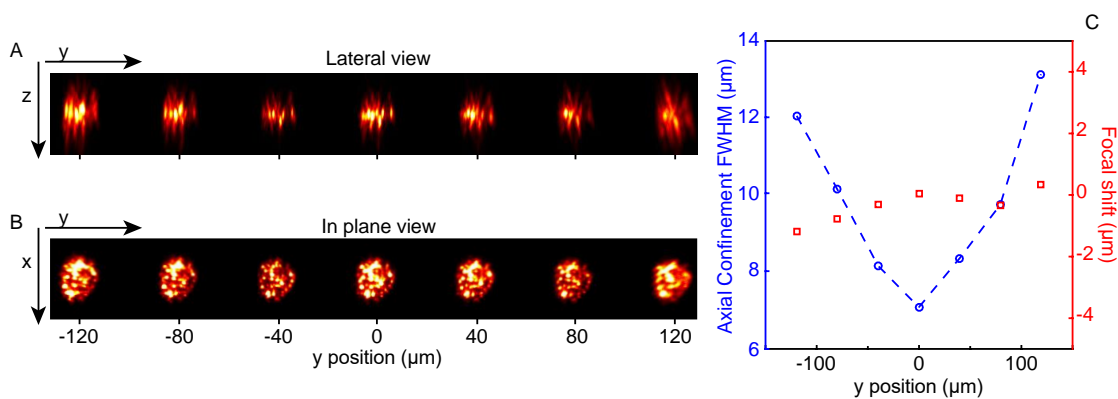 A
y
Lateral view
z
B
y
In plane view
x
-120 -80 -40 0 40 80 120
y position (µm)
C
14
12
10
8
6
Axial Confinement FWHM (µm)
4
2
0
-2
-4
Focal shift (µm)
-100 0 100
y position (µm)